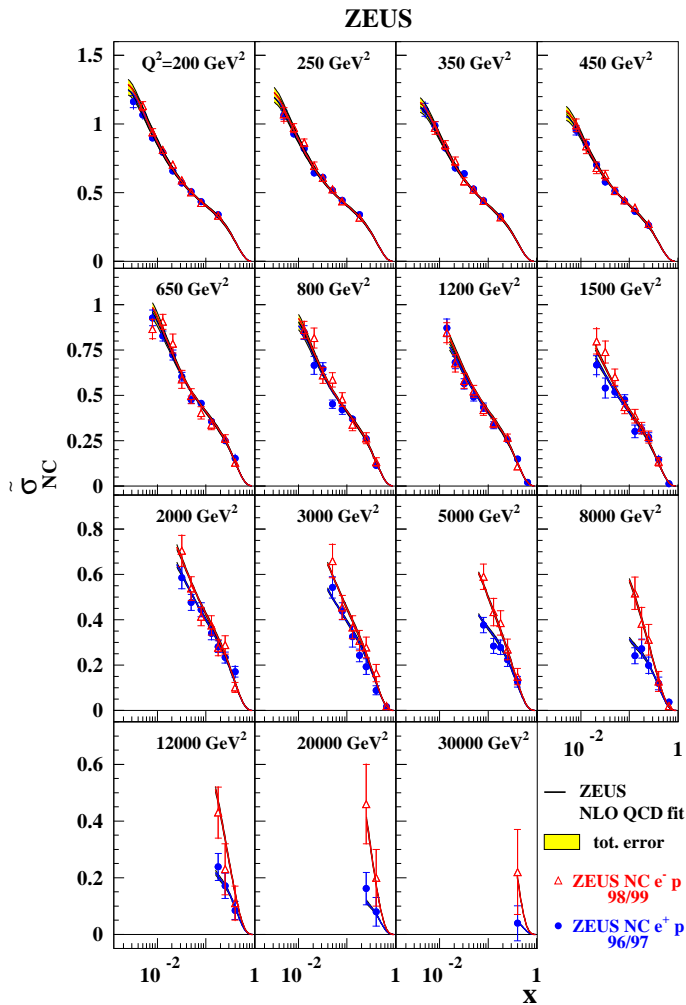 ZEUS
Q²=200 GeV² 250 GeV² 350 GeV² 450 GeV²
1.5
1
0.5
0
650 GeV² 800 GeV² 1200 GeV² 1500 GeV²
1
0.75
0.5
0.25
0
σ̃NC
2000 GeV² 3000 GeV² 5000 GeV² 8000 GeV²
0.8
0.6
0.4
0.2
0
10⁻² 1
12000 GeV² 20000 GeV² 30000 GeV²
0.6
0.4
0.2
0
10⁻² 1 10⁻² 1 10⁻² 1
x
ZEUS
NLO QCD fit
tot. error
ZEUS NC e⁻ p
98/99
ZEUS NC e⁺ p
96/97